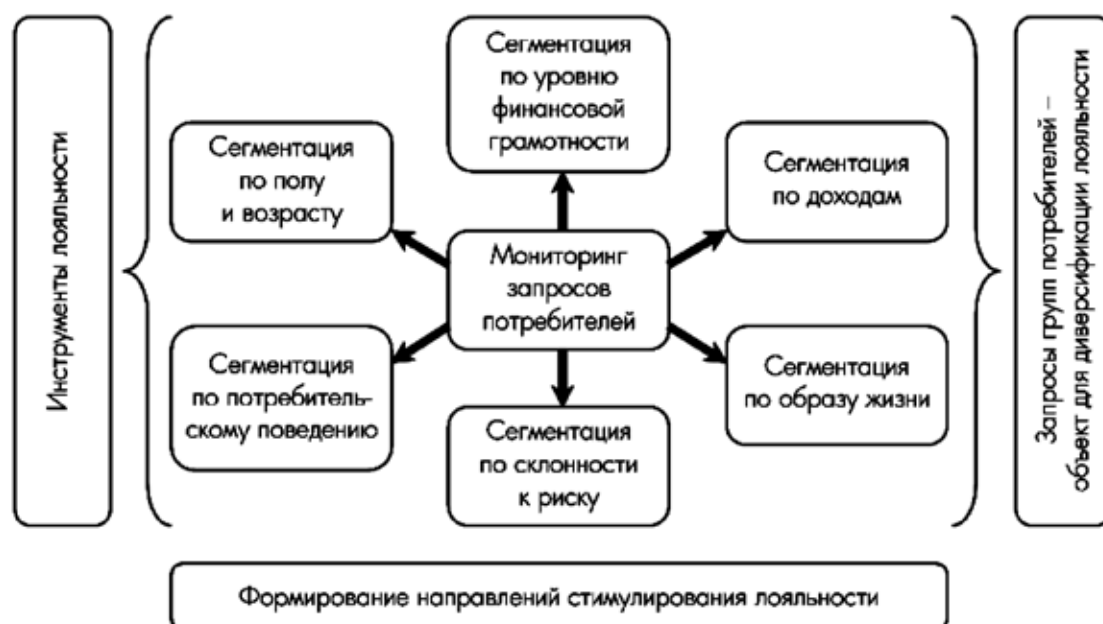 Инструменты лояльности
Сегментация
по уровню
финансовой
грамотности
Сегментация
по полу
и возрасту
Сегментация
по доходам
Мониторинг
запросов
потребителей
Сегментация
по потребитель-
скому поведению
Сегментация
по образу жизни
Сегментация
по склонности
к риску
Запросы групп потребителей –
объект для диверсификации лояльности
Формирование направлений стимулирования лояльности